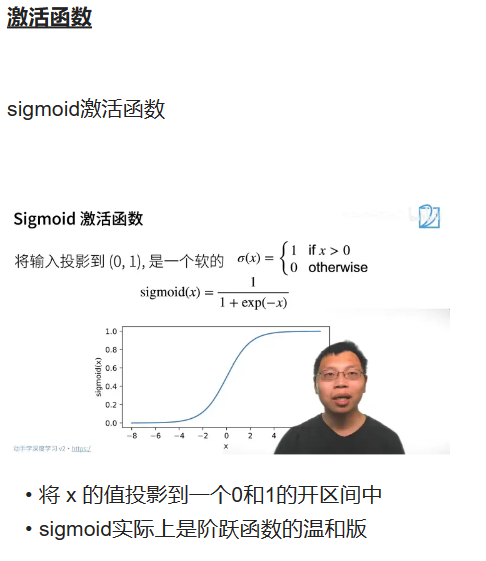 激活函数
sigmoid激活函数
Sigmoid 激活函数
将输入投影到 (0, 1), 是一个软的 σ(x) = { 1 if x > 0
0 otherwise
sigmoid(x) = 1 / (1 + exp(−x))
1.0
0.8
0.6
0.4
0.2
0.0
sigmoid(x)
−8 −6 −4 −2 0 2 4
x
动手学深度学习 v2 • https:/
• 将 x 的值投影到一个0和1的开区间中
• sigmoid实际上是阶跃函数的温和版